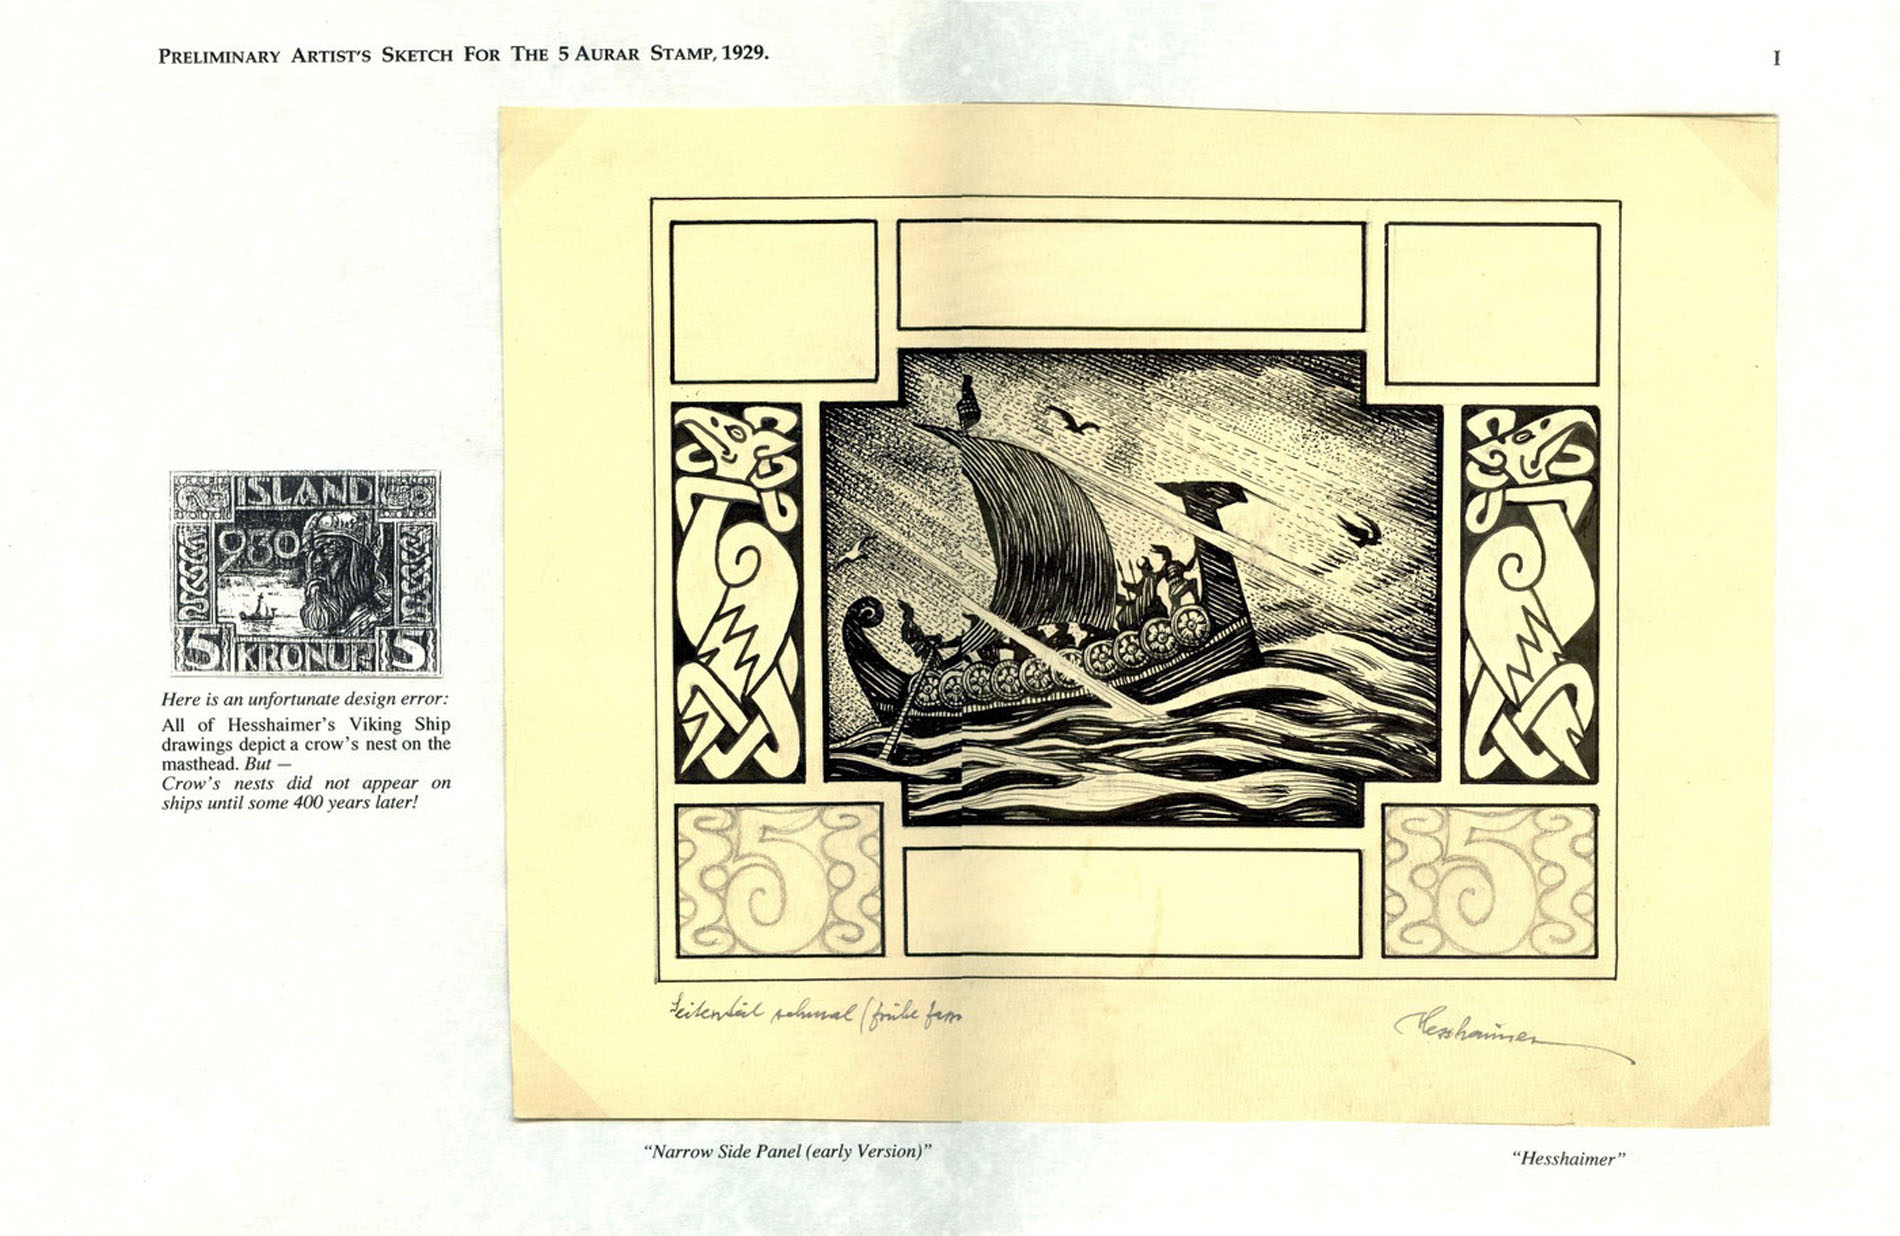 PRELIMINARY ARTIST'S SKETCH FOR THE 5 AURAR STAMP, 1929.
I
ISLAND
930
5 KRONUR 5
Here is an unfortunate design error:
All of Hesshaimer's Viking Ship
drawings depict a crow's nest on the
masthead. But —
Crow's nests did not appear on
ships until some 400 years later!
5 5
Seitenteil schmal (frühe
Hesshaimer
"Narrow Side Panel (early Version)"
"Hesshaimer"